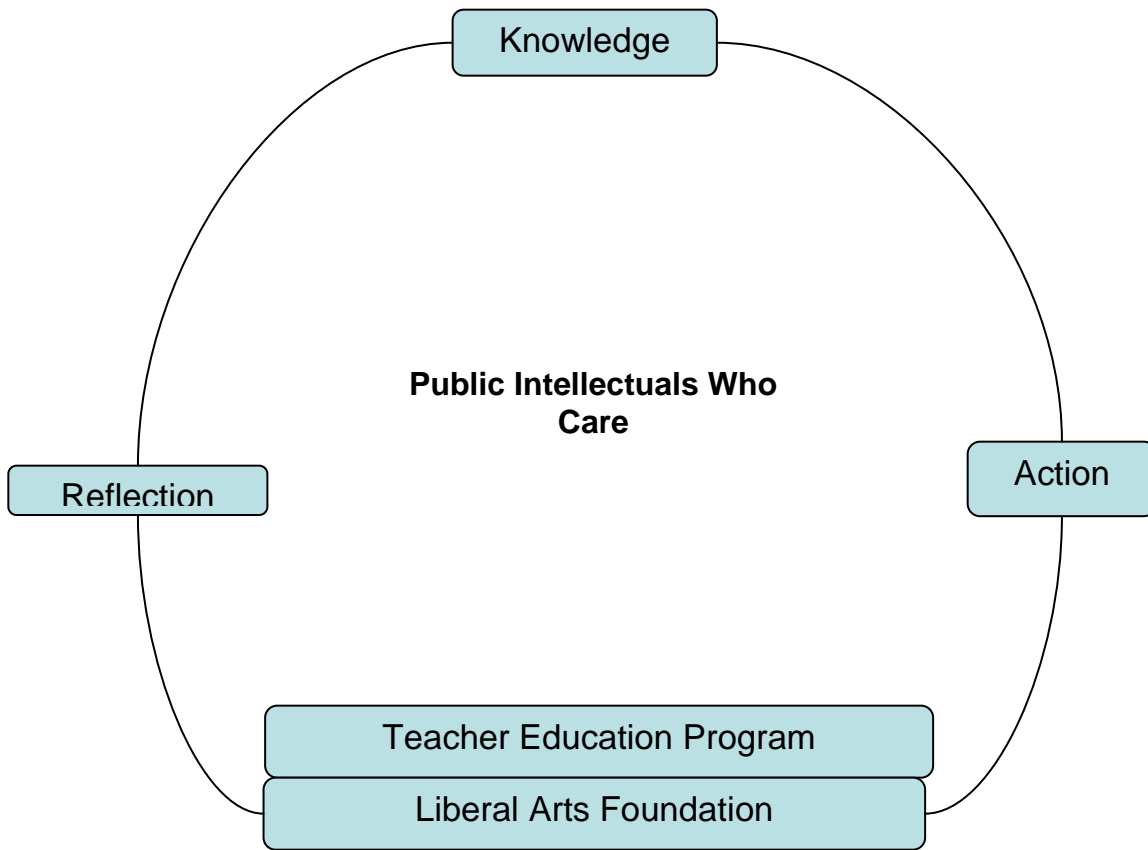 Knowledge
Public Intellectuals Who
Care
Reflection
Action
Teacher Education Program
Liberal Arts Foundation